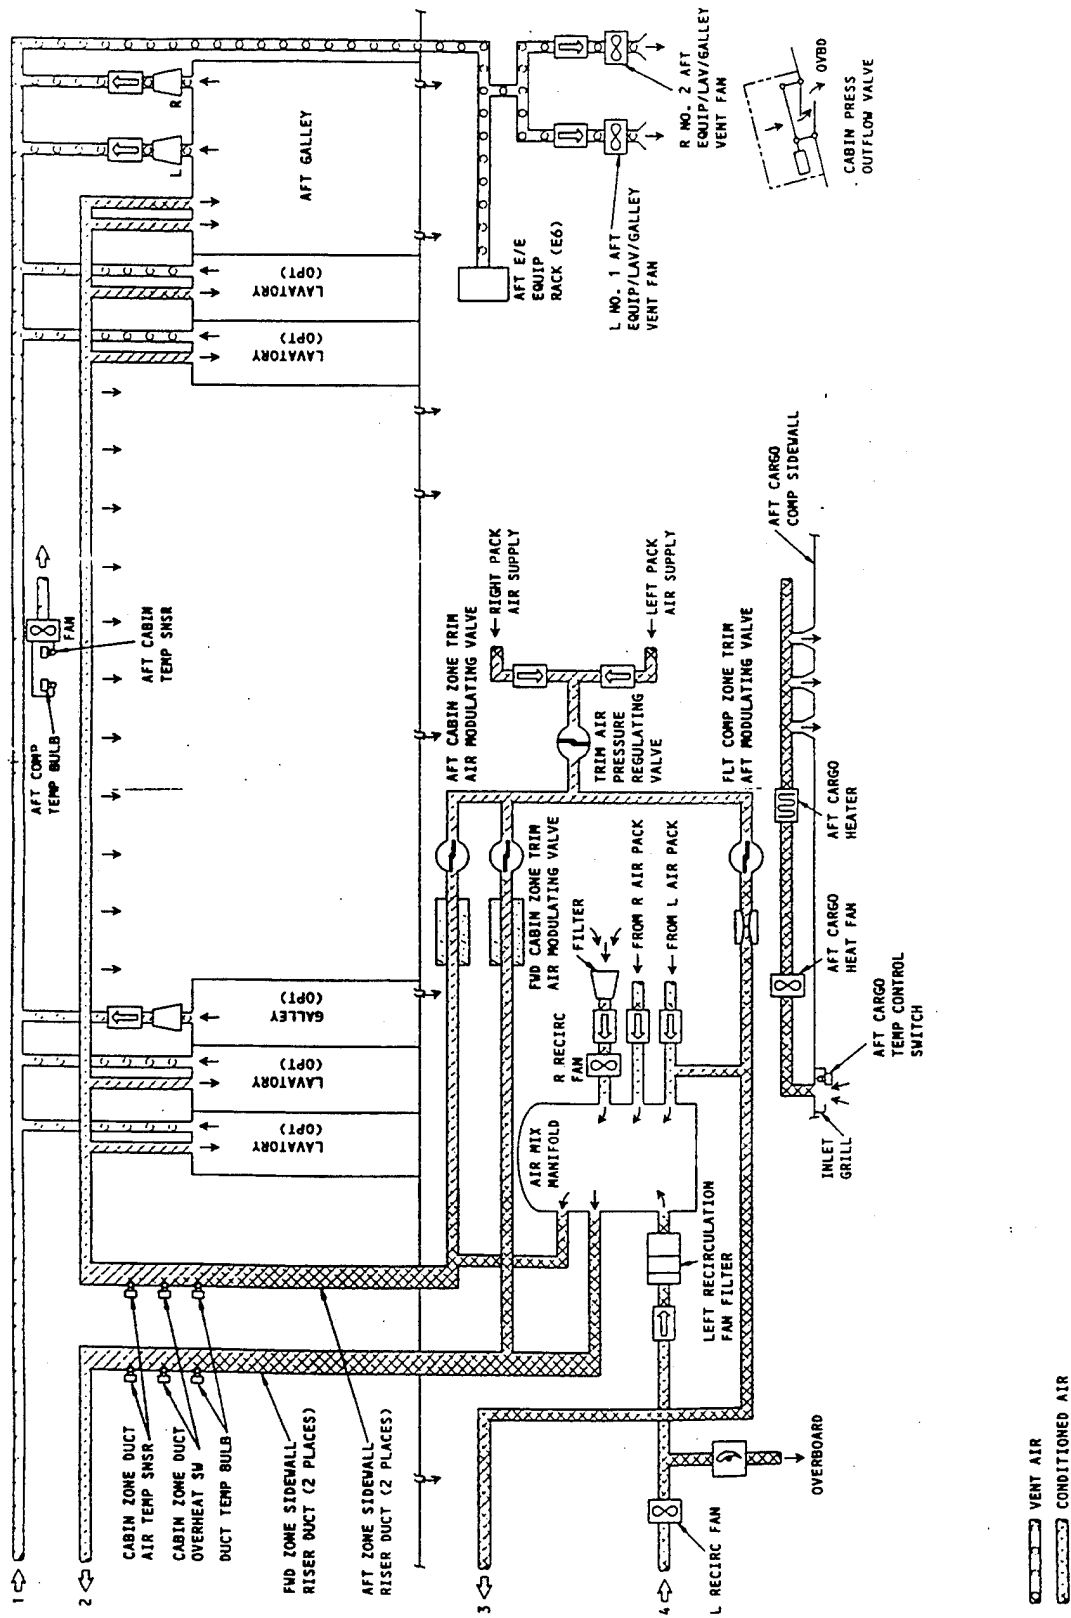 1
2
3
4
CABIN ZONE DUCT
AIR TEMP SNSR
CABIN ZONE DUCT
OVERHEAT SW
DUCT TEMP BULB
FWD ZONE SIDEWALL
RISER DUCT (2 PLACES)
AFT ZONE SIDEWALL
RISER DUCT (2 PLACES)
LAVATORY
(OPT)
LAVATORY
(OPT)
GALLEY
(OPT)
AFT COMP
TEMP BULB
FAN
AFT CABIN
TEMP SNSR
LAVATORY
(OPT)
LAVATORY
(OPT)
AFT GALLEY
L
R
AFT E/E
EQUIP
RACK (E6)
L NO. 1 AFT
EQUIP/LAV/GALLEY
VENT FAN
R NO. 2 AFT
EQUIP/LAV/GALLEY
VENT FAN
OVBD
CABIN PRESS
OUTFLOW VALVE
AFT CABIN ZONE TRIM
AIR MODULATING VALVE
RIGHT PACK
AIR SUPPLY
LEFT PACK
AIR SUPPLY
TRIM AIR
PRESSURE
REGULATING
VALVE
FWD CABIN ZONE TRIM
AIR MODULATING VALVE
FILTER
FROM R AIR PACK
FROM L AIR PACK
FLT COMP ZONE TRIM
AFT MODULATING VALVE
R RECIRC
FAN
AIR MIX
MANIFOLD
LEFT RECIRCULATION
FAN FILTER
OVERBOARD
L RECIRC FAN
INLET
GRILL
AFT CARGO
TEMP CONTROL
SWITCH
AFT CARGO
HEAT FAN
AFT CARGO
HEATER
AFT CARGO
COMP SIDEWALL
VENT AIR
CONDITIONED AIR